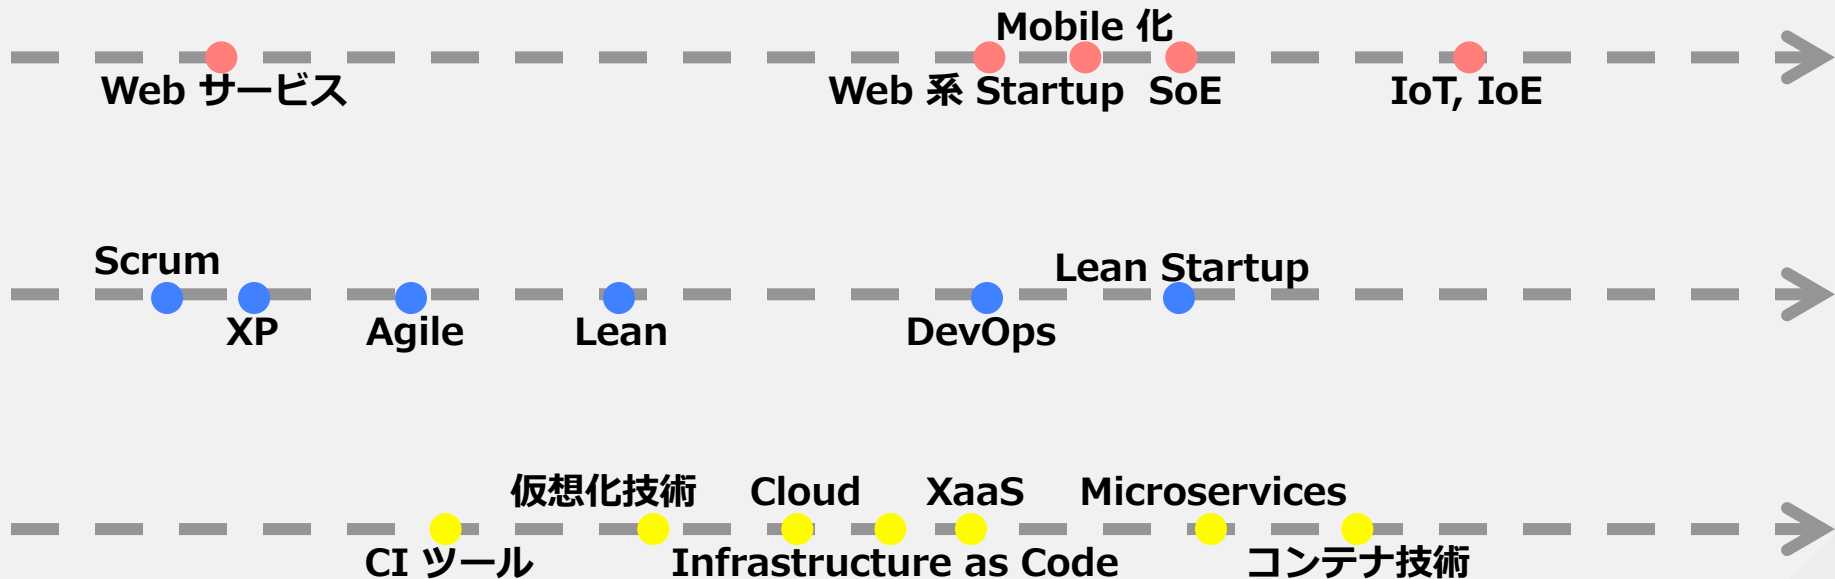 Mobile 化
Web サービス
Web 系 Startup
SoE
IoT, IoE
Scrum
Lean Startup
XP
Agile
Lean
DevOps
仮想化技術
Cloud
XaaS
Microservices
CI ツール
Infrastructure as Code
コンテナ技術